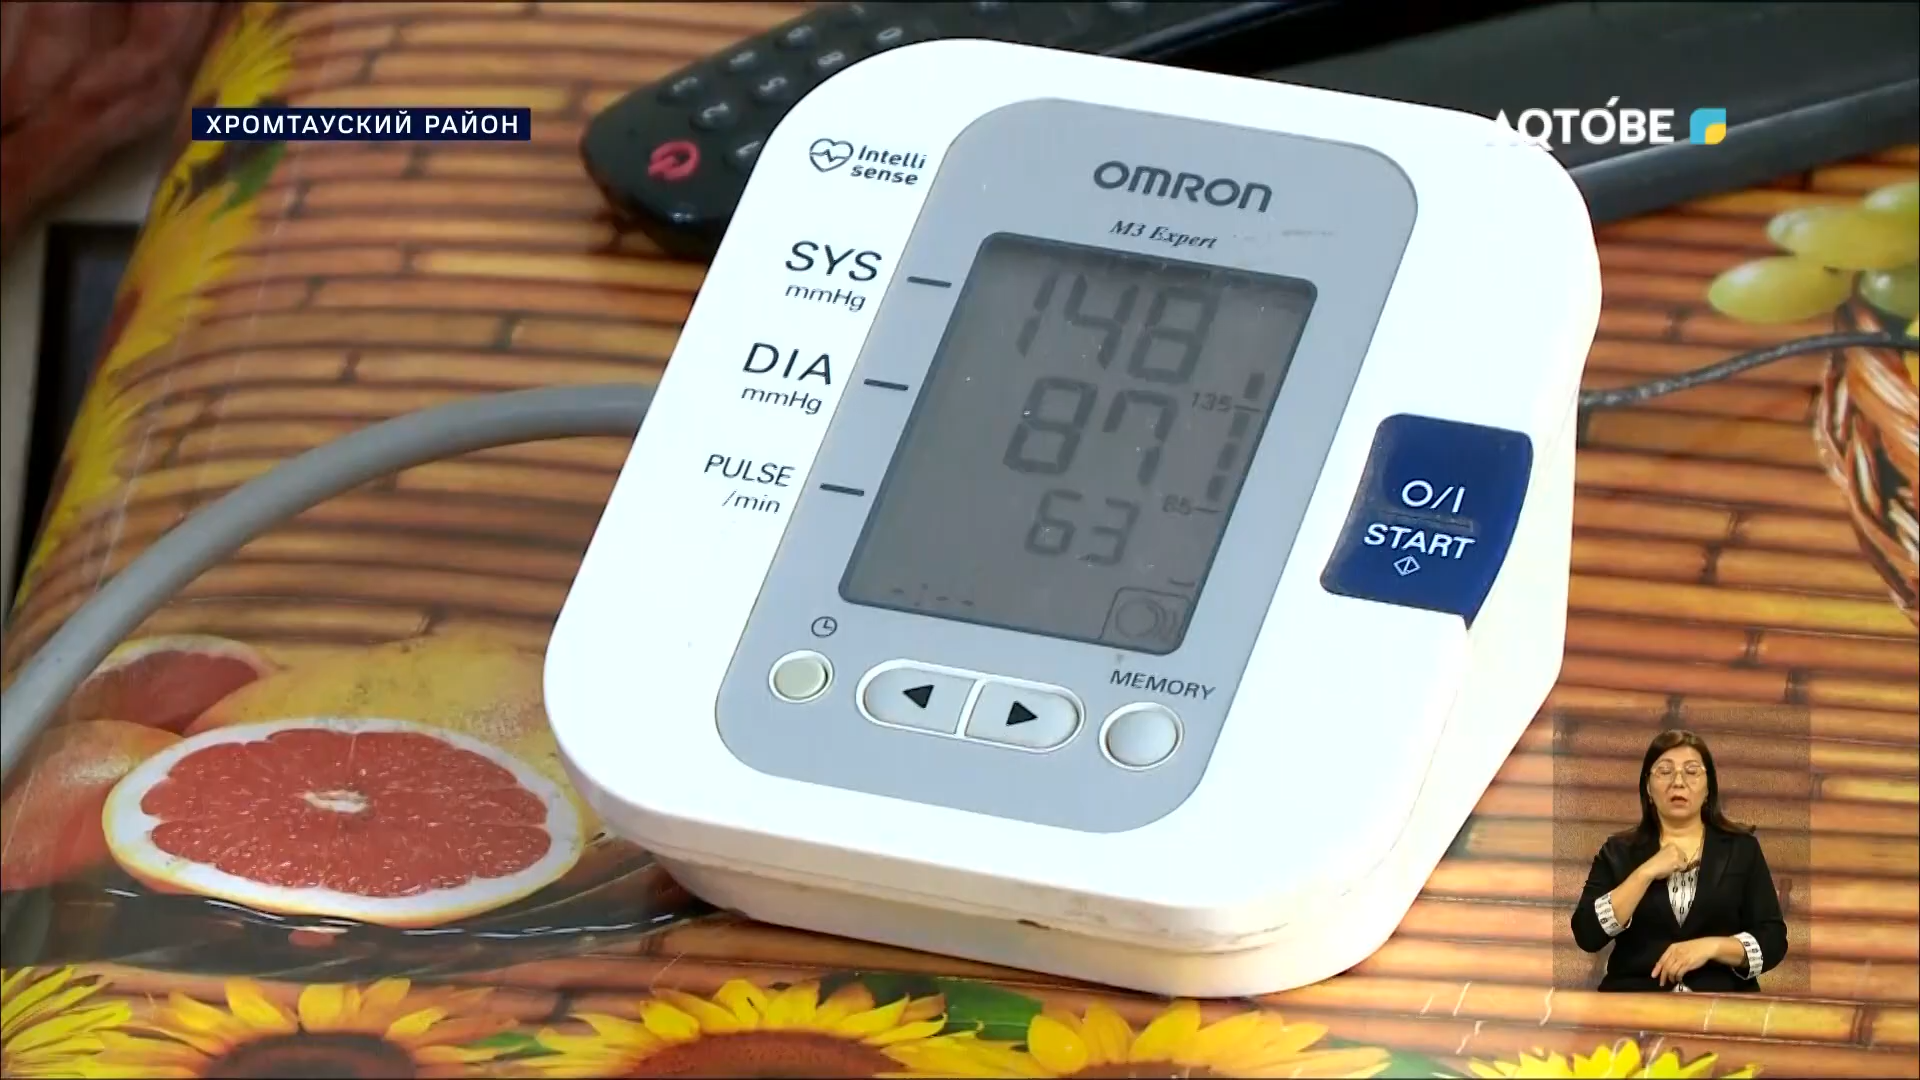 ХРОМТАУСКИЙ РАЙОН
AQTÓBE
Intelli
sense
OMRON
M3 Expert
SYS
mmHg
148
DIA
mmHg
87
135
PULSE
/min
63
85
O/I
START
MEMORY